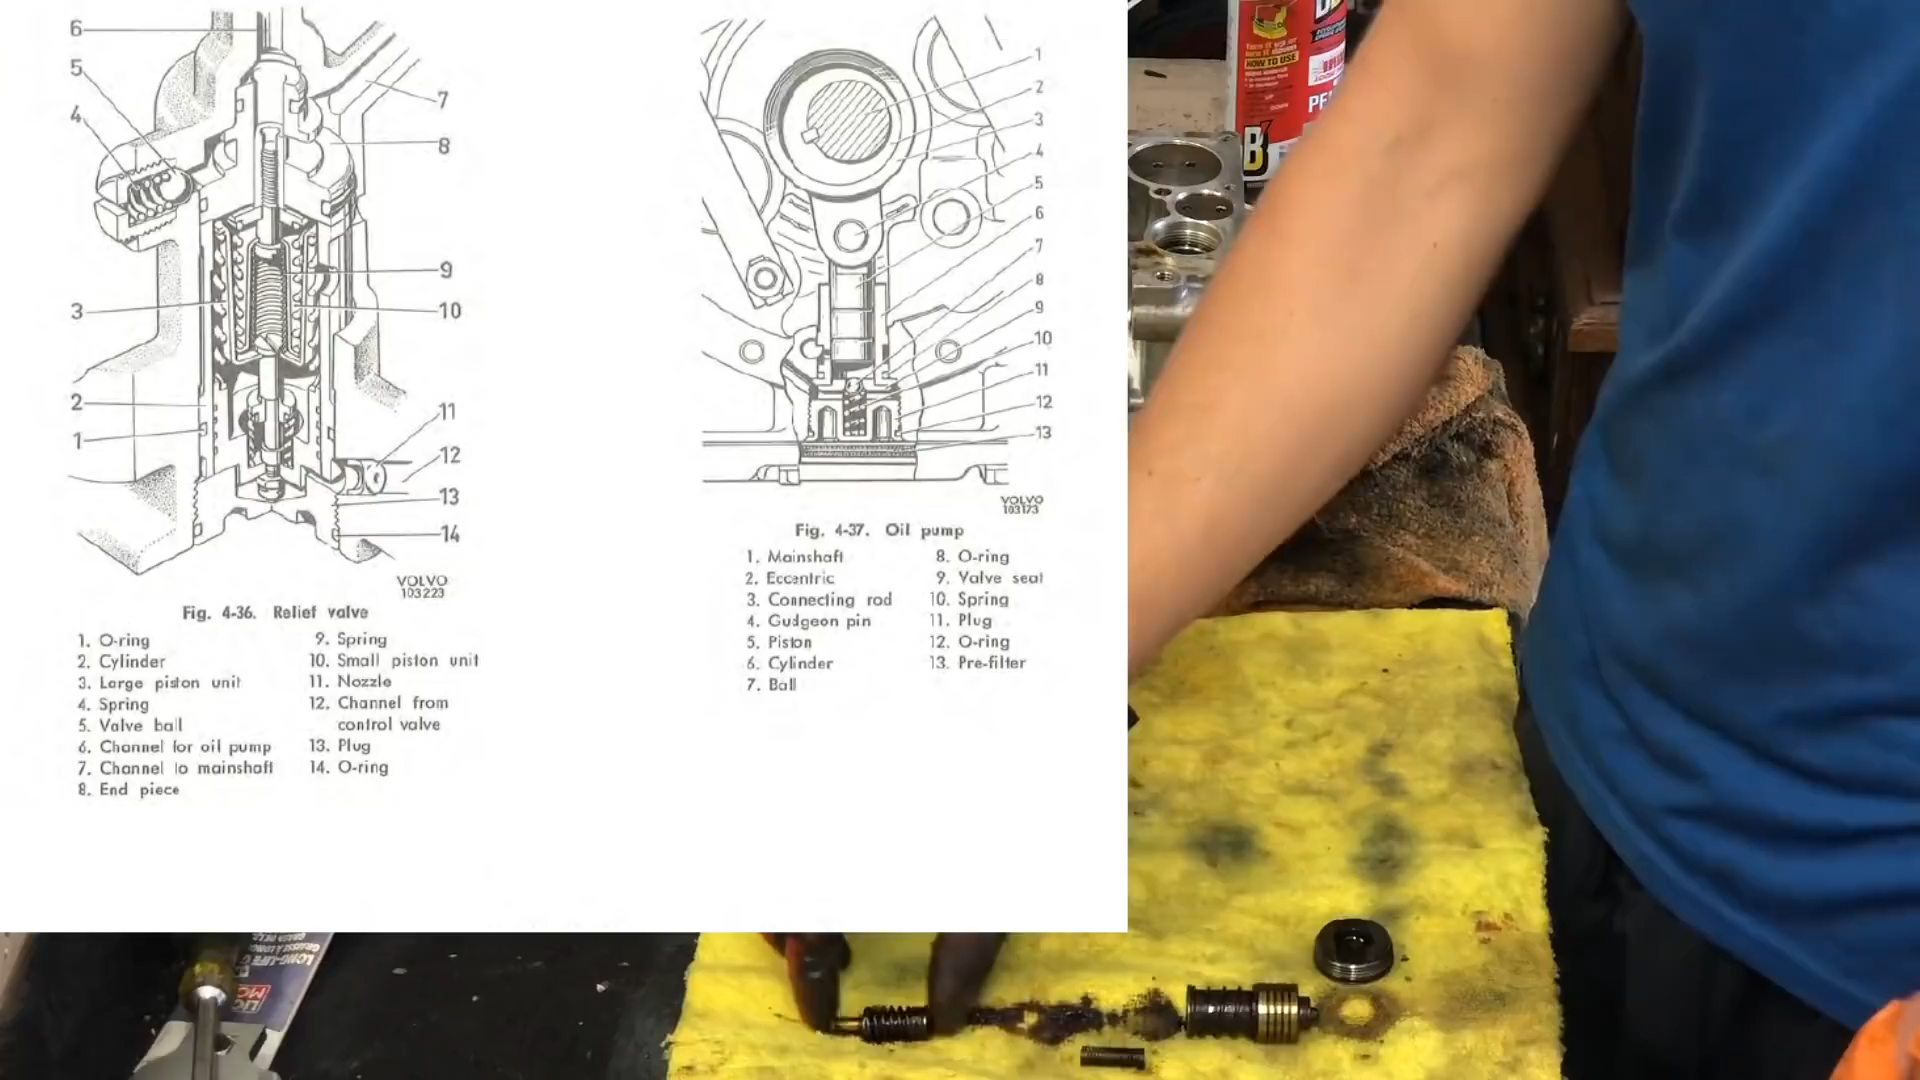 6
5
4
3
2
1
7
8
9
10
11
12
13
14
VOLVO
103223
Fig. 4-36. Relief valve
1. O-ring
2. Cylinder
3. Large piston unit
4. Spring
5. Valve ball
6. Channel for oil pump
7. Channel to mainshaft
8. End piece
9. Spring
10. Small piston unit
11. Nozzle
12. Channel from
control valve
13. Plug
14. O-ring
1
2
3
4
5
6
7
8
9
10
11
12
13
VOLVO
103173
Fig. 4-37. Oil pump
1. Mainshaft
2. Eccentric
3. Connecting rod
4. Gudgeon pin
5. Piston
6. Cylinder
7. Ball
8. O-ring
9. Valve seat
10. Spring
11. Plug
12. O-ring
13. Pre-filter
HOW TO USE
UP
DOWN
PE
B
LONG-LIFE G